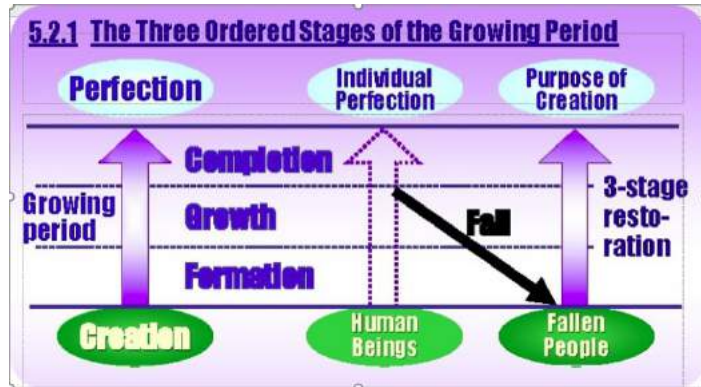 5.2.1 The Three Ordered Stages of the Growing Period
Perfection
Individual
Perfection
Purpose of
Creation
Completion
Growing
period
Growth
Formation
Fall
3-stage
resto-
ration
Creation
Human
Beings
Fallen
People